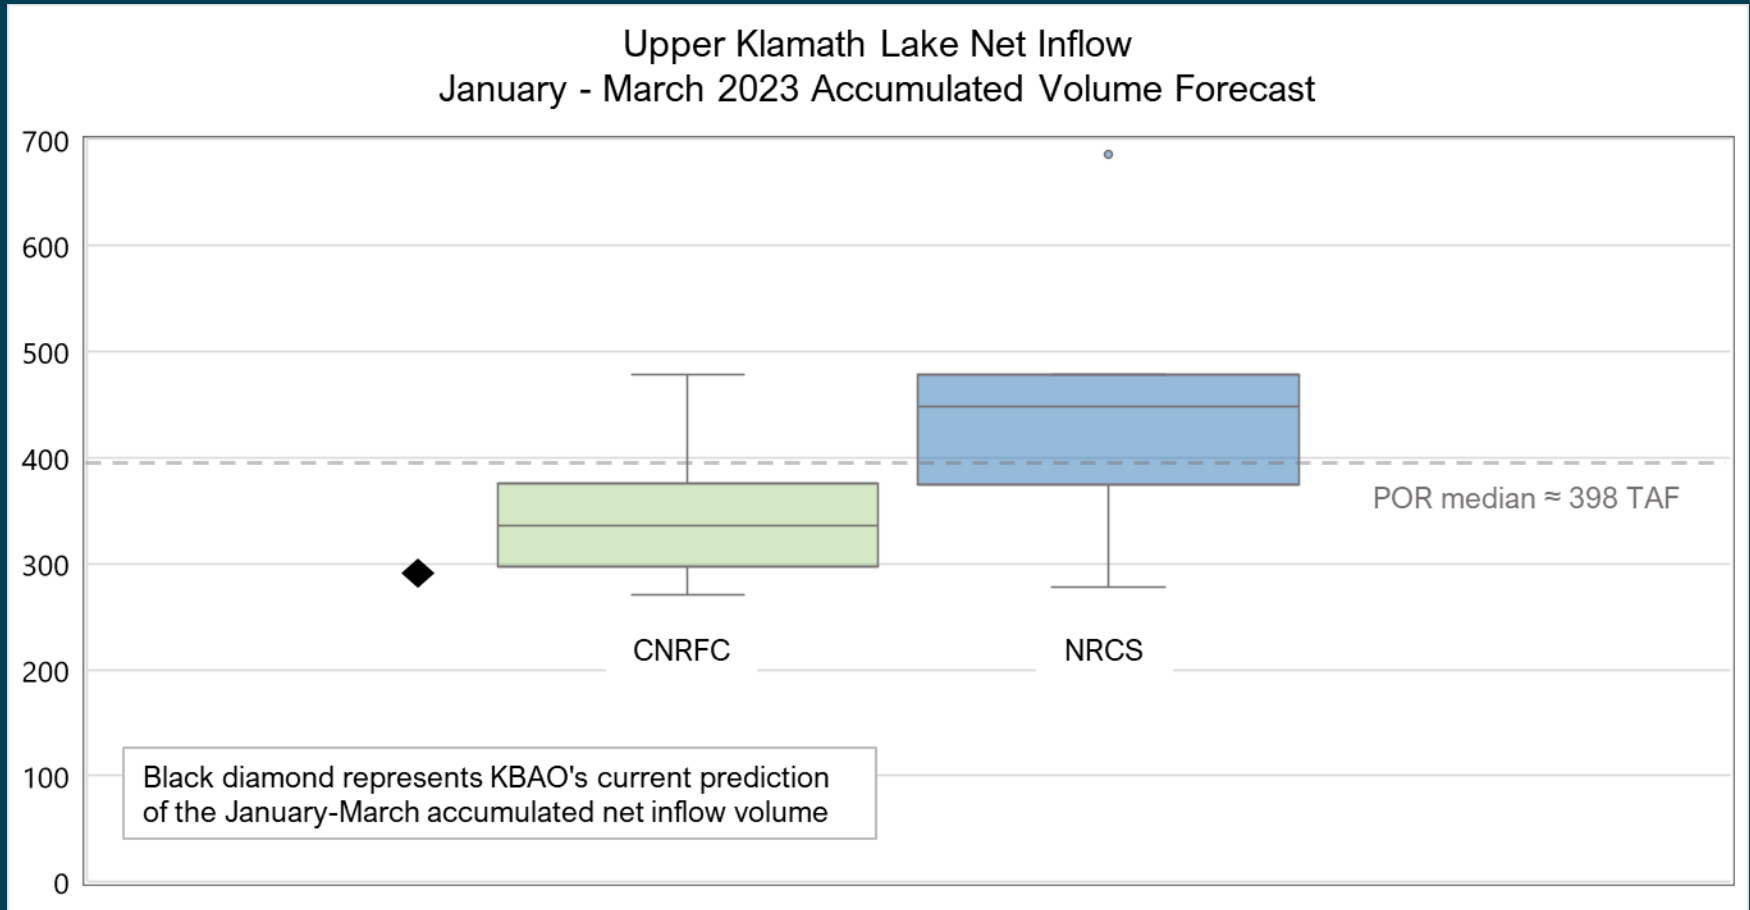 Upper Klamath Lake Net Inflow
January - March 2023 Accumulated Volume Forecast
700
600
500
400
POR median ≈ 398 TAF
300
CNRFC
NRCS
200
100
Black diamond represents KBAO's current prediction
of the January-March accumulated net inflow volume
0